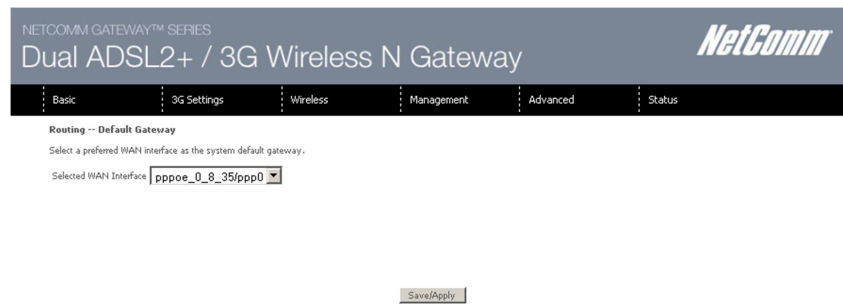 NETCOMM GATEWAY™ SERIES
Dual ADSL2+ / 3G Wireless N Gateway
NetComm
Basic
3G Settings
Wireless
Management
Advanced
Status
Routing -- Default Gateway
Select a preferred WAN interface as the system default gateway.
Selected WAN Interface pppoe_0_8_35/ppp0
Save/Apply